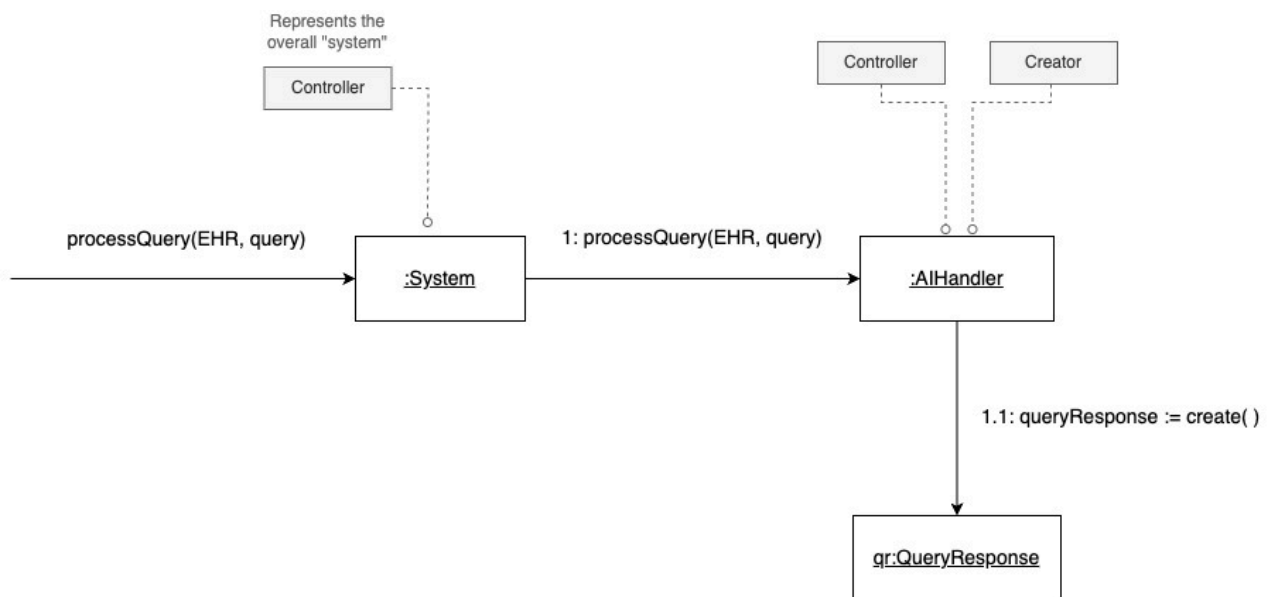 Represents the
overall "system"
Controller
Controller
Creator
processQuery(EHR, query)
1: processQuery(EHR, query)
:System
:AIHandler
1.1: queryResponse := create( )
qr:QueryResponse